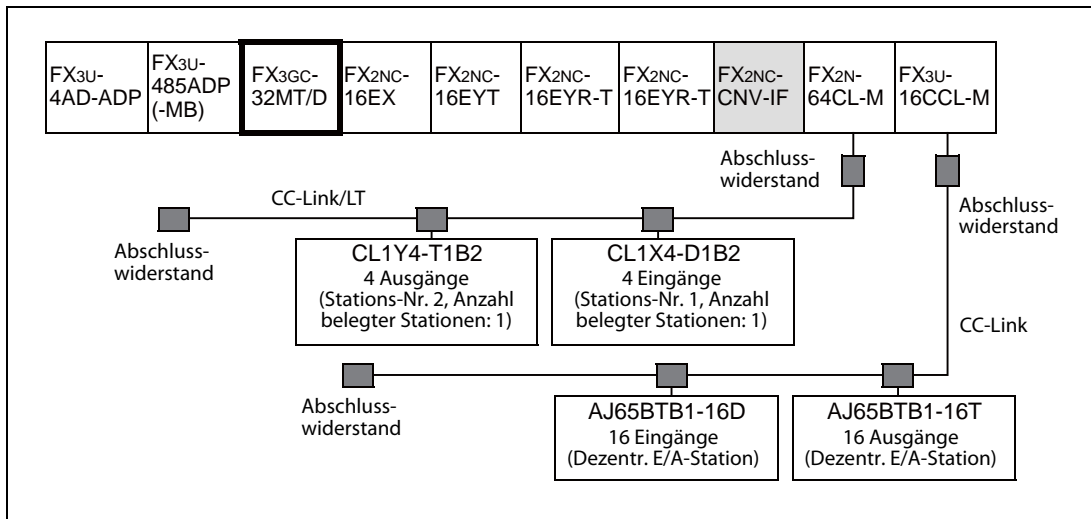 FX3U-
4AD-ADP
FX3U-
485ADP
(-MB)
FX3GC-
32MT/D
FX2NC-
16EX
FX2NC-
16EYT
FX2NC-
16EYR-T
FX2NC-
16EYR-T
FX2NC-
CNV-IF
FX2N-
64CL-M
FX3U-
16CCL-M
Abschluss-
widerstand
Abschluss-
widerstand
CC-Link/LT
Abschluss-
widerstand
CL1Y4-T1B2
4 Ausgänge
(Stations-Nr. 2, Anzahl
belegter Stationen: 1)
CL1X4-D1B2
4 Eingänge
(Stations-Nr. 1, Anzahl
belegter Stationen: 1)
CC-Link
Abschluss-
widerstand
AJ65BTB1-16D
16 Eingänge
(Dezentr. E/A-Station)
AJ65BTB1-16T
16 Ausgänge
(Dezentr. E/A-Station)